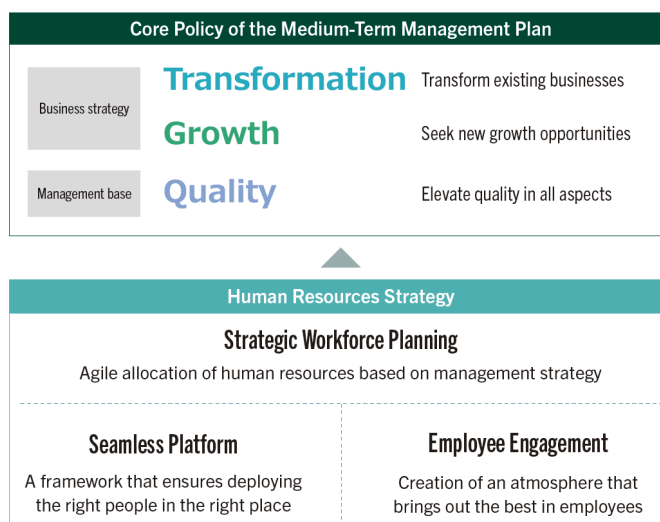 Core Policy of the Medium-Term Management Plan
Business strategy
Transformation
Transform existing businesses
Growth
Seek new growth opportunities
Management base
Quality
Elevate quality in all aspects
Human Resources Strategy
Strategic Workforce Planning
Agile allocation of human resources based on management strategy
Seamless Platform
A framework that ensures deploying
the right people in the right place
Employee Engagement
Creation of an atmosphere that
brings out the best in employees